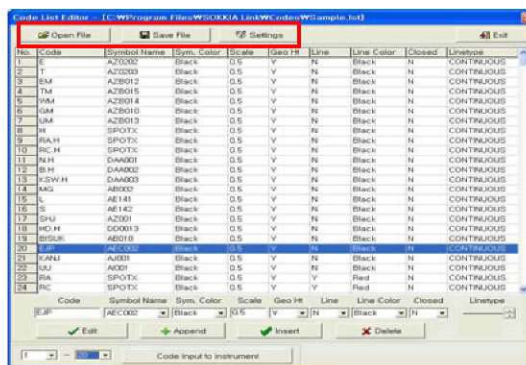 Code List Editor - [C:₩Program Files₩SOKKIA Link₩Codes₩Sample.lst]
Open File Save File Settings Exit
No. Code Symbol Name Sym. Color Scale Geo Ht Line Line Color Closed Linetype
1 E AZ0202 Black 0.5 Y N Black N CONTINUOUS
2 T AZ0203 Black 0.5 Y N Black N CONTINUOUS
3 EM AZB012 Black 0.5 Y N Black N CONTINUOUS
4 TM AZB015 Black 0.5 Y N Black N CONTINUOUS
5 WM AZB014 Black 0.5 Y N Black N CONTINUOUS
6 GM AZB010 Black 0.5 Y N Black N CONTINUOUS
7 UM AZB013 Black 0.5 Y N Black N CONTINUOUS
8 H SPOTX Black 0.5 Y N Black N CONTINUOUS
9 RA.H SPOTX Black 0.5 Y N Black N CONTINUOUS
10 RC.H SPOTX Black 0.5 Y N Black N CONTINUOUS
11 N.H DAA001 Black 0.5 Y N Black N CONTINUOUS
12 B.H DAA002 Black 0.5 Y N Black N CONTINUOUS
13 KSW.H DAA003 Black 0.5 Y N Black N CONTINUOUS
14 MG AB002 Black 0.5 Y N Black N CONTINUOUS
15 L AE141 Black 0.5 Y N Black N CONTINUOUS
16 S AE142 Black 0.5 Y N Black N CONTINUOUS
17 SHJ AZ001 Black 0.5 Y N Black N CONTINUOUS
18 HD.H DD0013 Black 0.5 Y N Black N CONTINUOUS
19 BISUK AB010 Black 0.5 Y N Black N CONTINUOUS
20 EJP AEC002 Black 0.5 Y N Black N CONTINUOUS
21 KANJ AJ001 Black 0.5 Y N Black N CONTINUOUS
22 UU AI001 Black 0.5 Y N Black N CONTINUOUS
23 RA SPOTX Black 0.5 Y Y Red N CONTINUOUS
24 RC SPOTX Black 0.5 Y Y Red N CONTINUOUS
Code Symbol Name Sym. Color Scale Geo Ht Line Line Color Closed Linetype
EJP AEC002 Black 0.5 Y N Black N
Edit Append Insert Delete
1 - 20 Code Input to Instrument